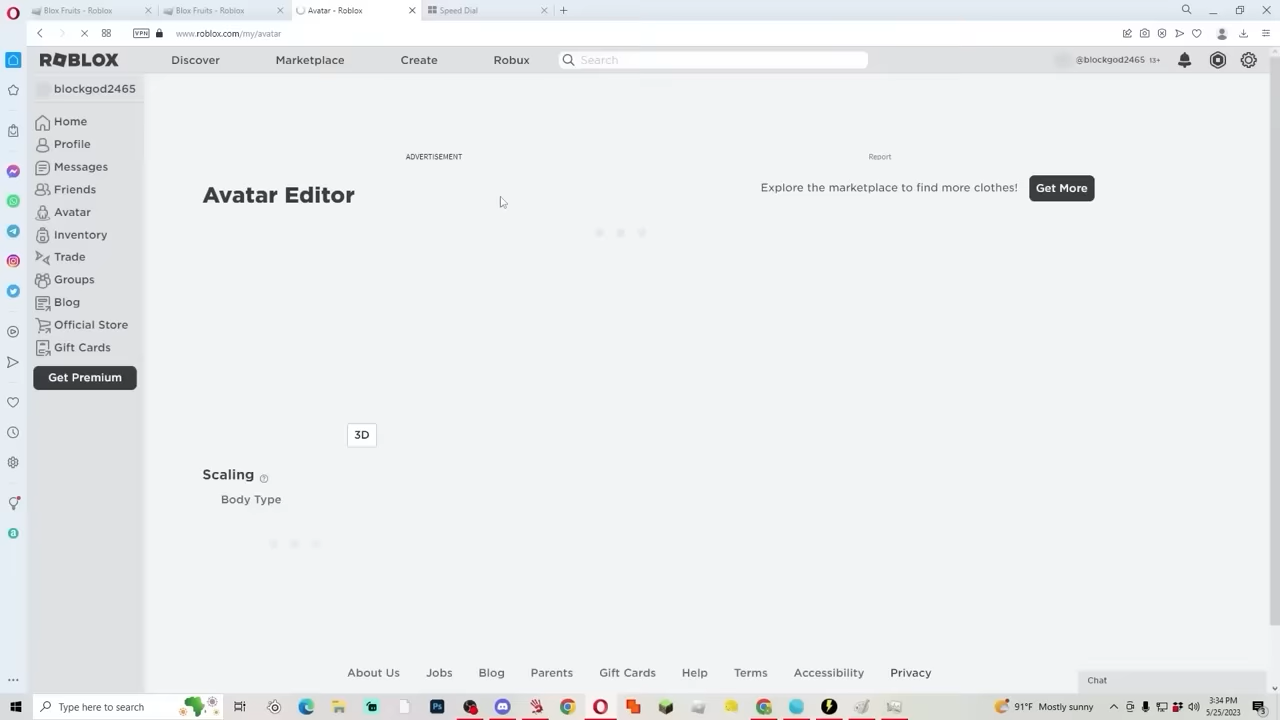 Blox Fruits - Roblox
Blox Fruits - Roblox
Avatar - Roblox
Speed Dial
VPN
www.roblox.com/my/avatar
ROBLOX
Discover
Marketplace
Create
Robux
Search
@blockgod2465 13+
blockgod2465
Home
Profile
Messages
Friends
Avatar
Inventory
Trade
Groups
Blog
Official Store
Gift Cards
Get Premium
ADVERTISEMENT
Report
Avatar Editor
Explore the marketplace to find more clothes!
Get More
3D
Scaling
Body Type
About Us
Jobs
Blog
Parents
Gift Cards
Help
Terms
Accessibility
Privacy
Chat
Type here to search
91°F Mostly sunny
3:34 PM
5/25/2023